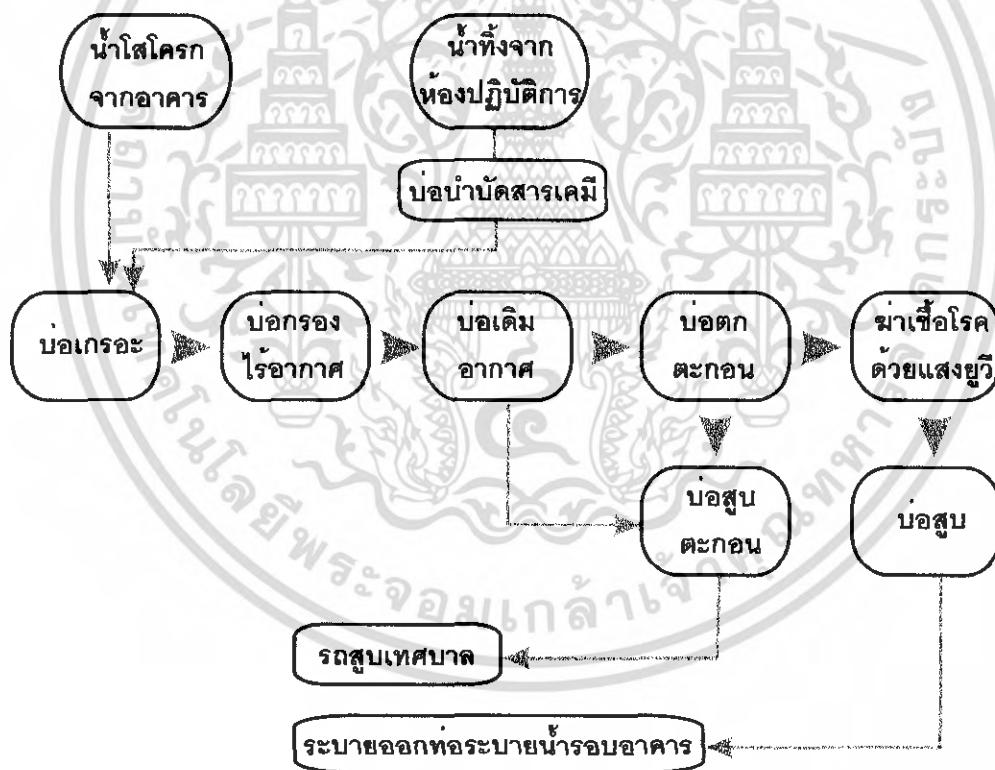 น้ำโสโครก
จากอาคาร
น้ำทิ้งจาก
ห้องปฏิบัติการ
บ่อบำบัดสารเคมี
บ่อเกรอะ
บ่อกรอง
ไร้อากาศ
บ่อเติม
อากาศ
บ่อตก
ตะกอน
ฆ่าเชื้อโรค
ด้วยแสงยูวี
บ่อสูบ
ตะกอน
บ่อสูบ
รถสูบเทศบาล
ระบายออกท่อระบายน้ำรอบอาคาร